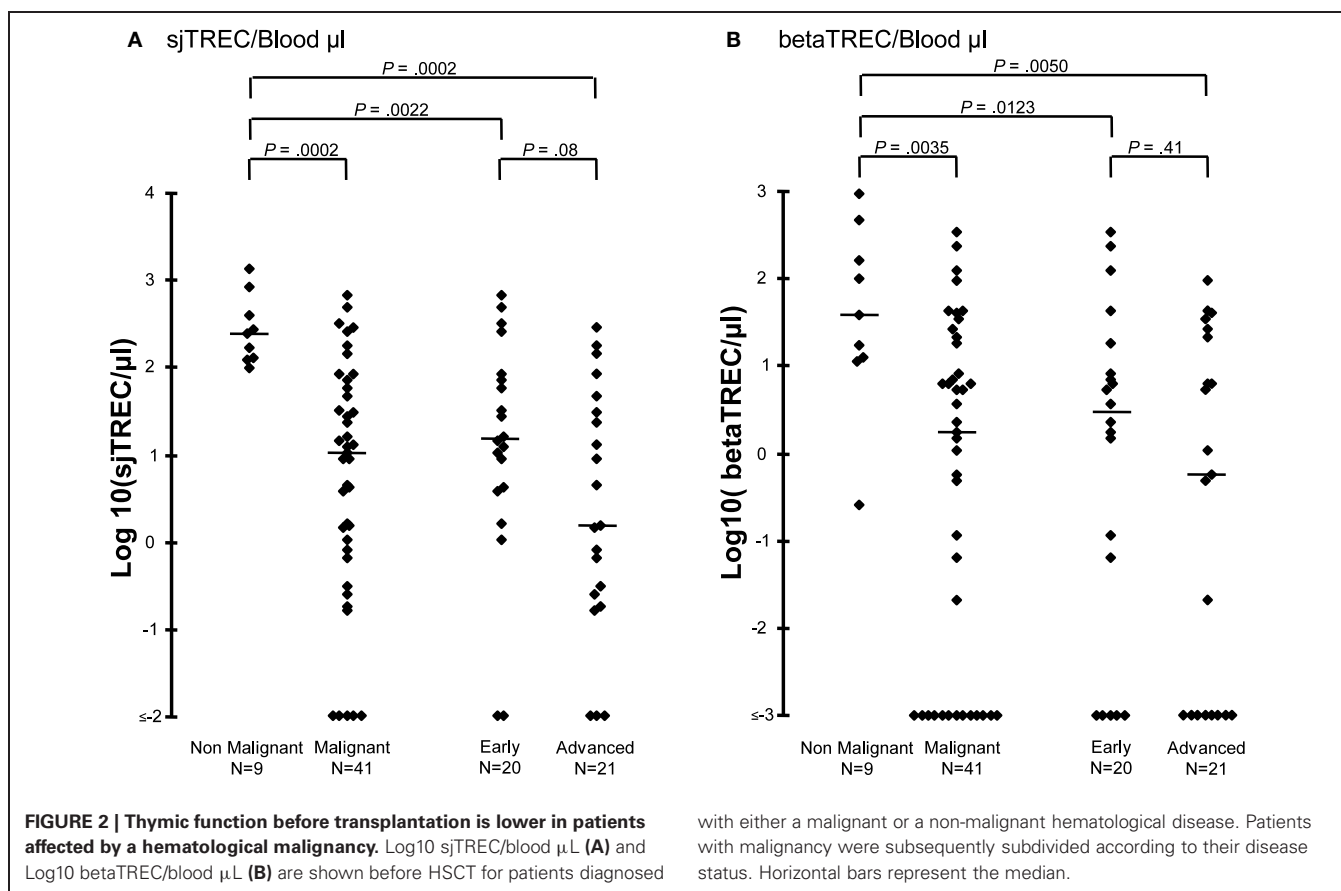 A sjTREC/Blood µl
P = .0002
P = .0022
P = .0002
P = .08
Log 10(sjTREC/µl)
4
3
2
1
0
-1
≤-2
Non Malignant
N=9
Malignant
N=41
Early
N=20
Advanced
N=21
B betaTREC/Blood µl
P = .0050
P = .0123
P = .0035
P = .41
Log10( betaTREC/µl)
3
2
1
0
-1
-2
≤-3
Non Malignant
N=9
Malignant
N=41
Early
N=20
Advanced
N=21
FIGURE 2 | Thymic function before transplantation is lower in patients
affected by a hematological malignancy. Log10 sjTREC/blood μL (A) and
Log10 betaTREC/blood μL (B) are shown before HSCT for patients diagnosed
with either a malignant or a non-malignant hematological disease. Patients
with malignancy were subsequently subdivided according to their disease
status. Horizontal bars represent the median.